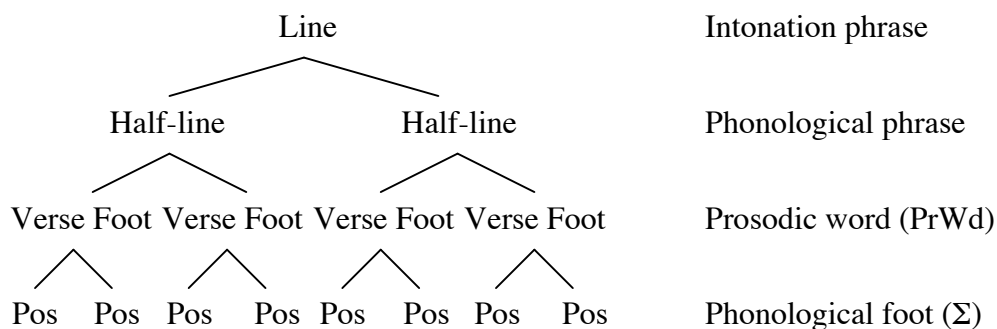 Line Intonation phrase
Half-line Half-line Phonological phrase
Verse Foot Verse Foot Verse Foot Verse Foot Prosodic word (PrWd)
Pos Pos Pos Pos Pos Pos Pos Pos Phonological foot (Σ)